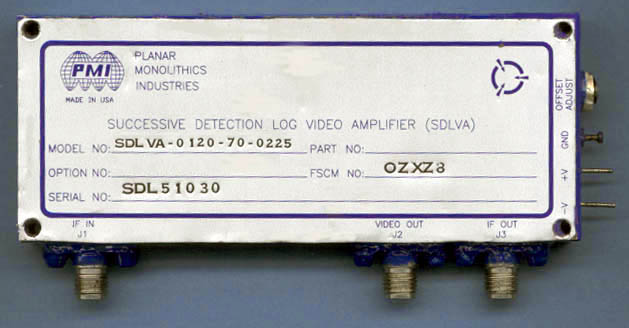 PMI
MADE IN USA
PLANAR
MONOLITHICS
INDUSTRIES
SUCCESSIVE DETECTION LOG VIDEO AMPLIFIER (SDLVA)
MODEL NO: SDLVA-0120-70-0225 PART NO:
OPTION NO: FSCM NO: OZXZ8
SERIAL NO: SDL51030
OFFSET
ADJUST
GND
+V
-V
IF IN
J1
VIDEO OUT
J2
IF OUT
J3